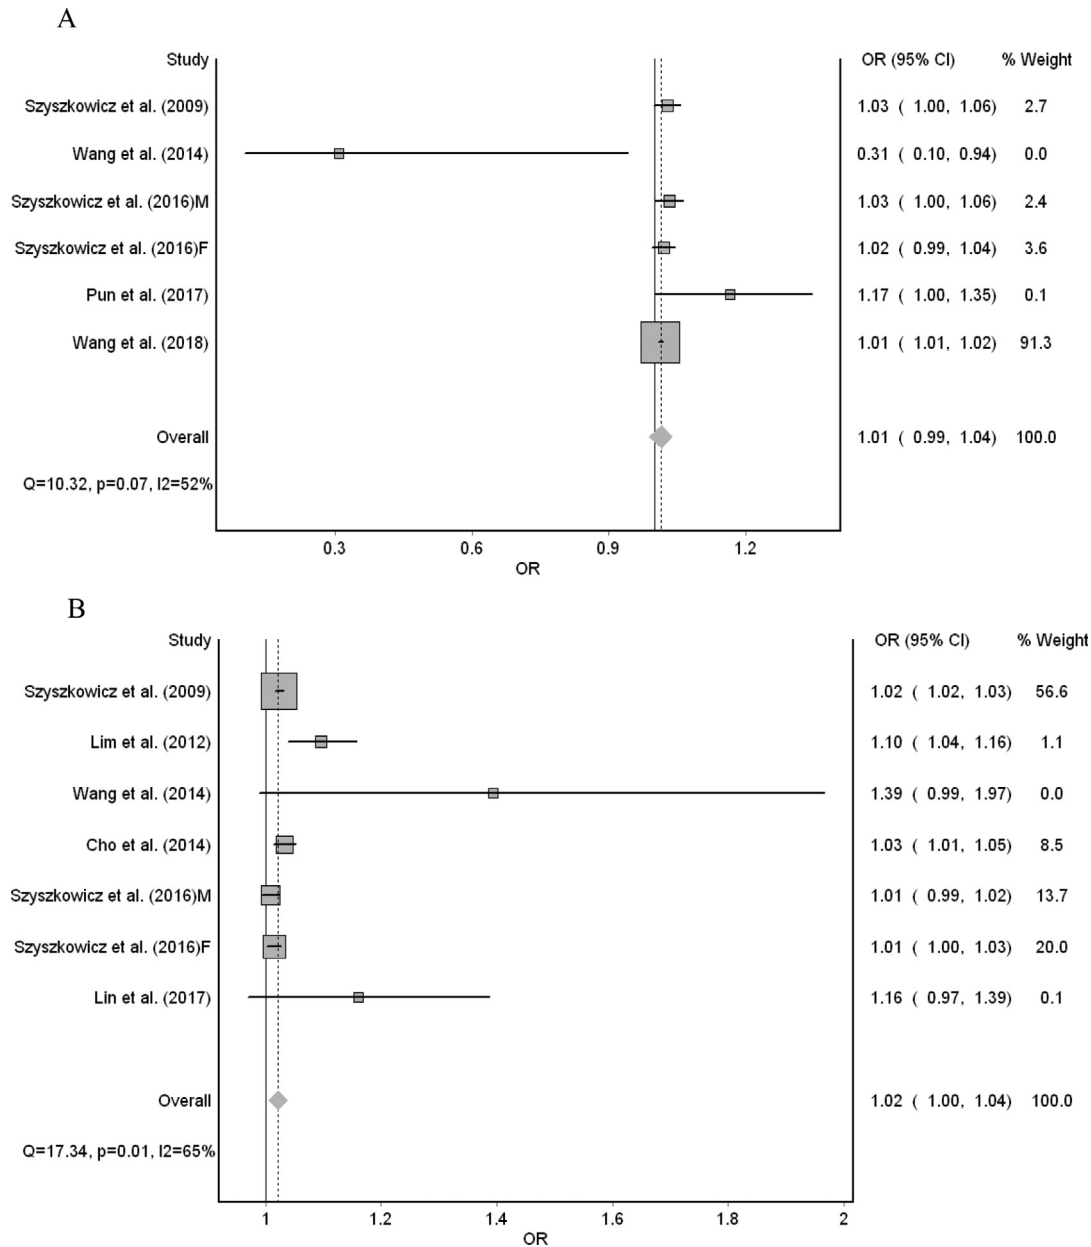 A
Study OR (95% CI) % Weight
Szyszkowicz et al. (2009) 1.03 ( 1.00, 1.06) 2.7
Wang et al. (2014) 0.31 ( 0.10, 0.94) 0.0
Szyszkowicz et al. (2016)M 1.03 ( 1.00, 1.06) 2.4
Szyszkowicz et al. (2016)F 1.02 ( 0.99, 1.04) 3.6
Pun et al. (2017) 1.17 ( 1.00, 1.35) 0.1
Wang et al. (2018) 1.01 ( 1.01, 1.02) 91.3
Overall 1.01 ( 0.99, 1.04) 100.0
Q=10.32, p=0.07, I2=52%
0.3 0.6 0.9 1.2
OR
B
Study OR (95% CI) % Weight
Szyszkowicz et al. (2009) 1.02 ( 1.02, 1.03) 56.6
Lim et al. (2012) 1.10 ( 1.04, 1.16) 1.1
Wang et al. (2014) 1.39 ( 0.99, 1.97) 0.0
Cho et al. (2014) 1.03 ( 1.01, 1.05) 8.5
Szyszkowicz et al. (2016)M 1.01 ( 0.99, 1.02) 13.7
Szyszkowicz et al. (2016)F 1.01 ( 1.00, 1.03) 20.0
Lin et al. (2017) 1.16 ( 0.97, 1.39) 0.1
Overall 1.02 ( 1.00, 1.04) 100.0
Q=17.34, p=0.01, I2=65%
1 1.2 1.4 1.6 1.8 2
OR